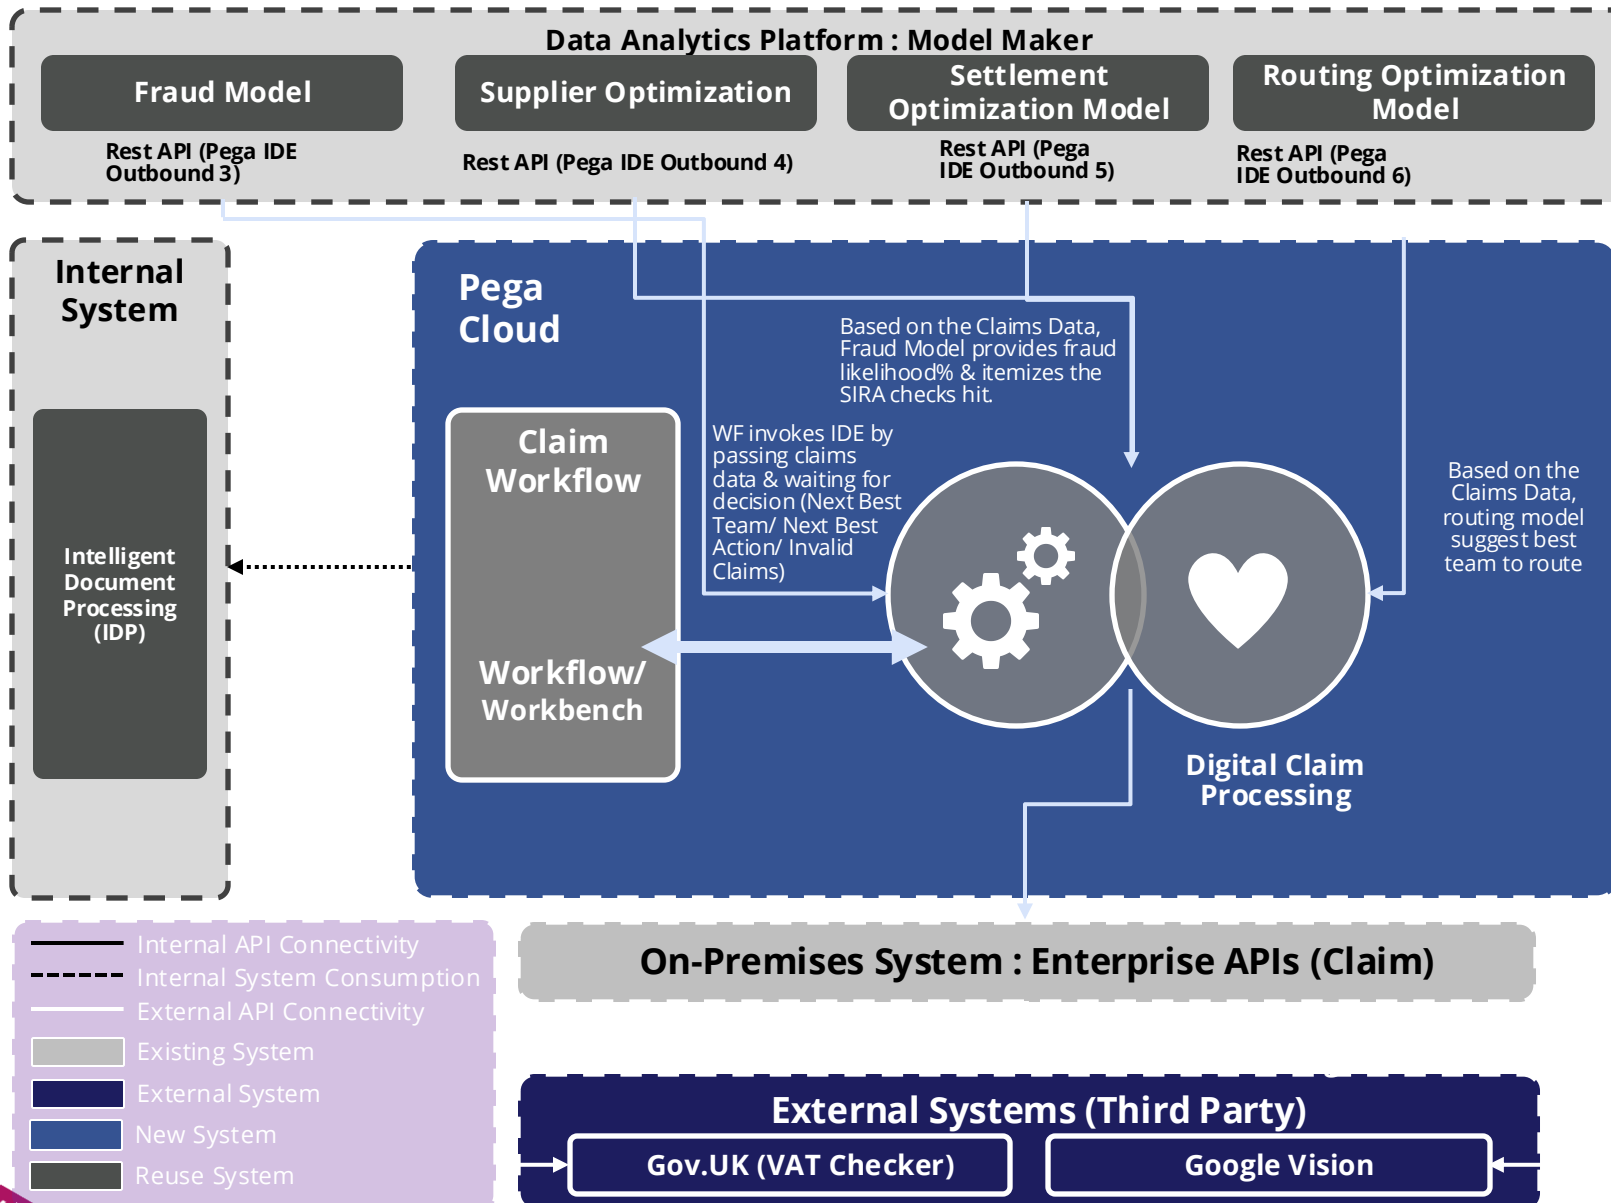 Data Analytics Platform : Model Maker
Fraud Model
Supplier Optimization
Settlement
Optimization Model
Routing Optimization
Model
Rest API (Pega IDE
Outbound 3)
Rest API (Pega IDE Outbound 4)
Rest API (Pega
IDE Outbound 5)
Rest API (Pega
IDE Outbound 6)
Internal
System
Intelligent
Document
Processing
(IDP)
Pega
Cloud
Based on the Claims Data,
Fraud Model provides fraud
likelihood% & itemizes the
SIRA checks hit.
Claim
Workflow
Workflow/
Workbench
WF invokes IDE by
passing claims
data & waiting for
decision (Next Best
Team/ Next Best
Action/ Invalid
Claims)
Based on the
Claims Data,
routing model
suggest best
team to route
Digital Claim
Processing
Internal API Connectivity
Internal System Consumption
External API Connectivity
Existing System
External System
New System
Reuse System
On-Premises System : Enterprise APIs (Claim)
External Systems (Third Party)
Gov.UK (VAT Checker)
Google Vision